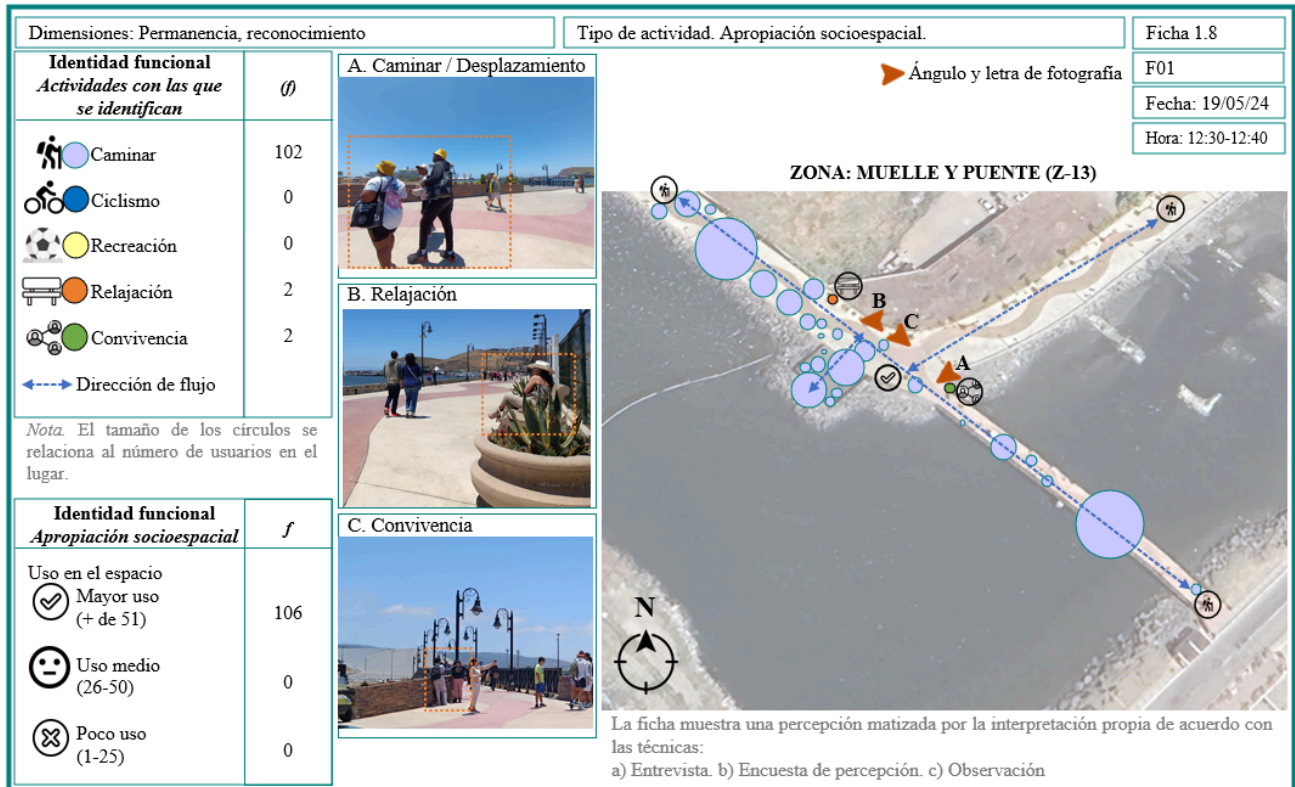 Dimensiones: Permanencia, reconocimiento
Tipo de actividad. Apropiación socioespacial.
Ficha 1.8
F01
Fecha: 19/05/24
Hora: 12:30-12:40
Identidad funcional
Actividades con las que
se identifican
(f)
Caminar
102
Ciclismo
0
Recreación
0
Relajación
2
Convivencia
2
Dirección de flujo
Nota. El tamaño de los círculos se
relaciona al número de usuarios en el
lugar.
Identidad funcional
Apropiación socioespacial
f
Uso en el espacio
Mayor uso
(+ de 51)
106
Uso medio
(26-50)
0
Poco uso
(1-25)
0
A. Caminar / Desplazamiento
B. Relajación
C. Convivencia
Ángulo y letra de fotografía
ZONA: MUELLE Y PUENTE (Z-13)
B
C
A
N
La ficha muestra una percepción matizada por la interpretación propia de acuerdo con
las técnicas:
a) Entrevista. b) Encuesta de percepción. c) Observación